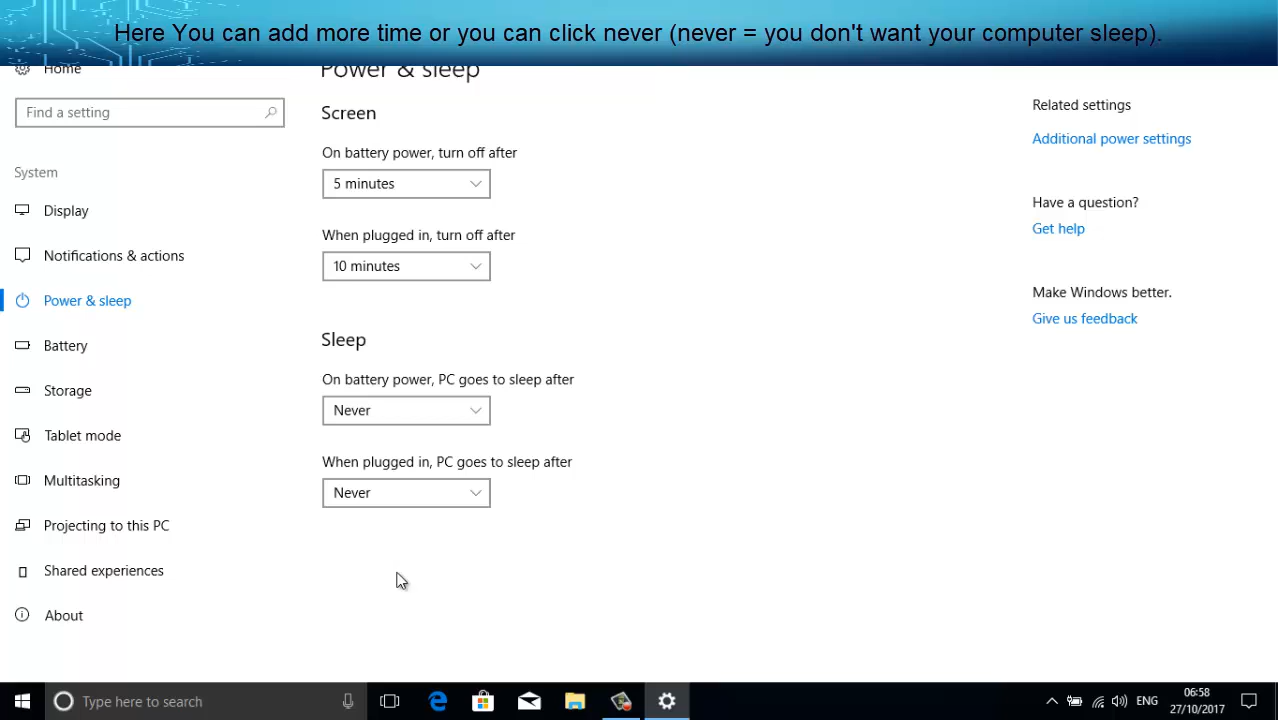 Here You can add more time or you can click never (never = you don't want your computer sleep).
Home
Find a setting
System
Display
Notifications & actions
Power & sleep
Battery
Storage
Tablet mode
Multitasking
Projecting to this PC
Shared experiences
About
Power & sleep
Screen
On battery power, turn off after
5 minutes
When plugged in, turn off after
10 minutes
Sleep
On battery power, PC goes to sleep after
Never
When plugged in, PC goes to sleep after
Never
Related settings
Additional power settings
Have a question?
Get help
Make Windows better.
Give us feedback
Type here to search
ENG
06:58
27/10/2017